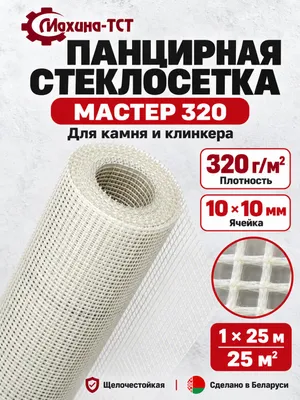 Махина-ТСТ
ПАНЦИРНАЯ
СТЕКЛОСЕТКА
МАСТЕР 320
Для камня и клинкера
320 г/м²
Плотность
10×10 мм
Ячейка
1×25 м
25 м²
Щелочестойкая
Сделано в Беларуси